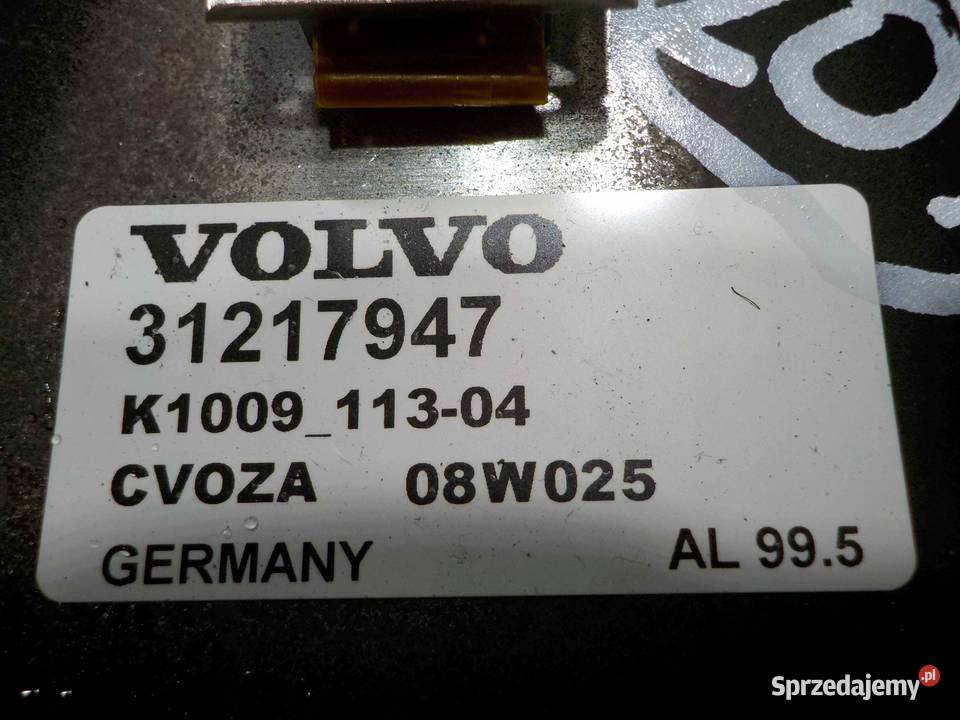 VOLVO
31217947
K1009_113-04
CVOZA 08W025
GERMANY AL 99.5
Sprzedajemy.pl